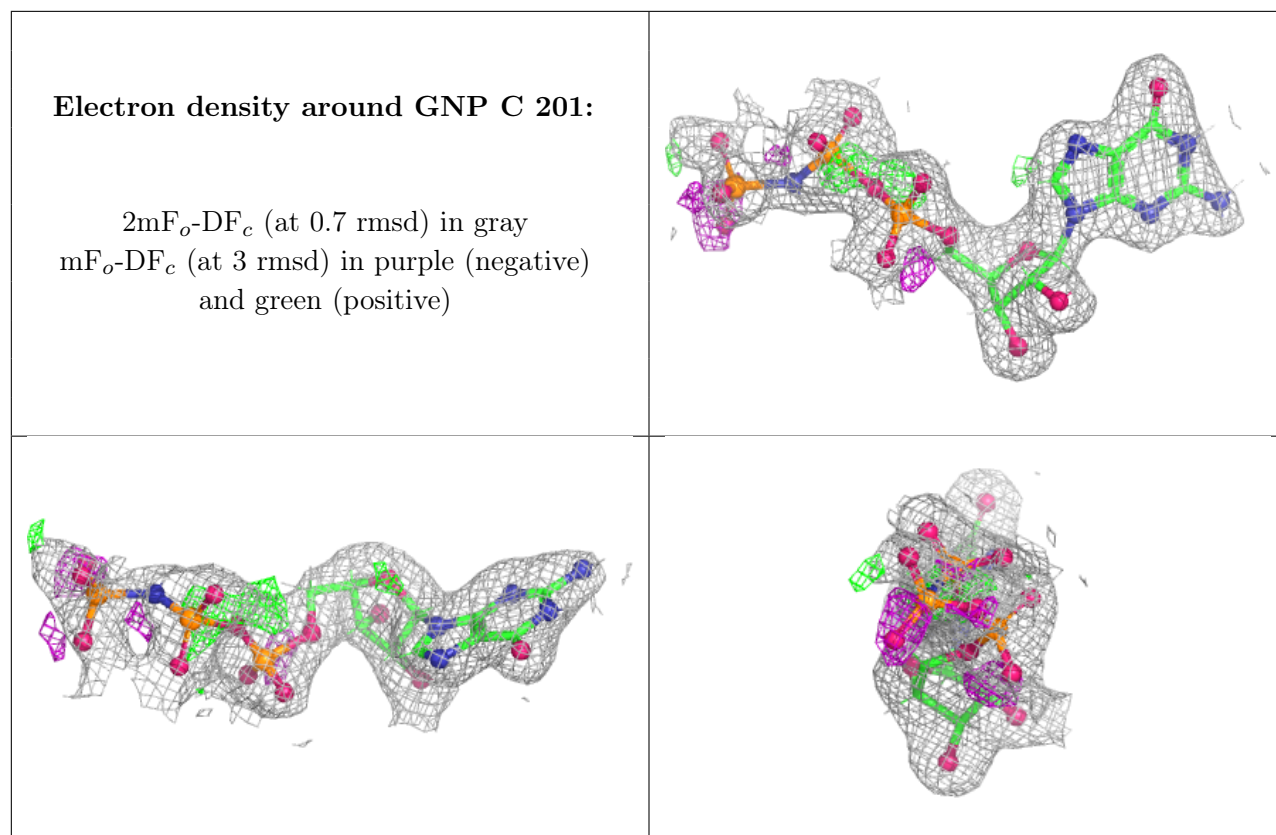 Electron density around GNP C 201:
2mFo-DFc (at 0.7 rmsd) in gray
mFo-DFc (at 3 rmsd) in purple (negative)
and green (positive)